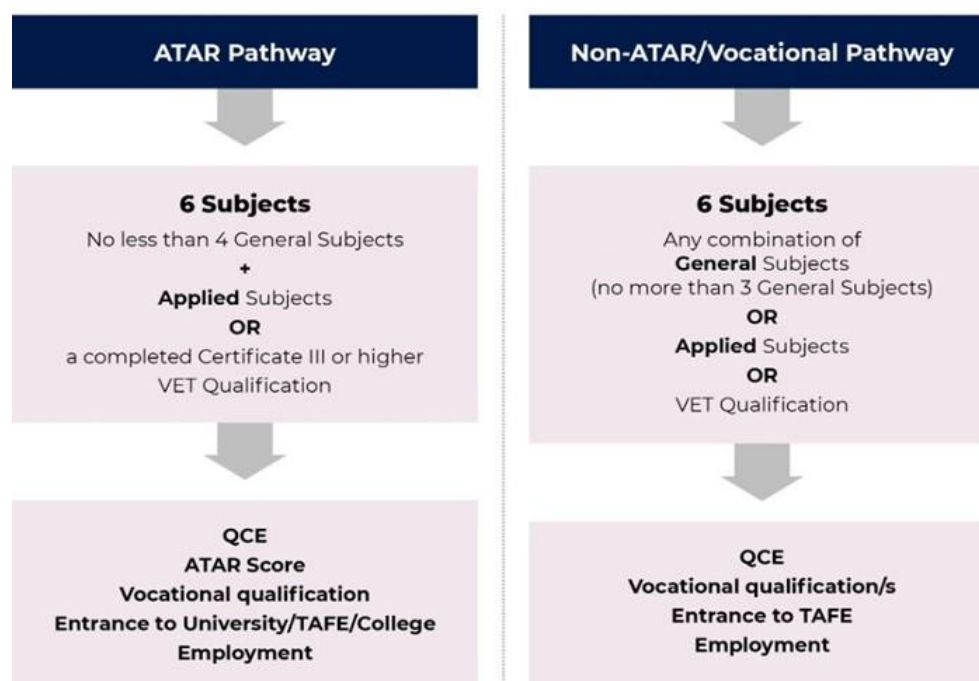 ATAR Pathway
6 Subjects
No less than 4 General Subjects
+
Applied Subjects
OR
a completed Certificate III or higher
VET Qualification
QCE
ATAR Score
Vocational qualification
Entrance to University/TAFE/College
Employment
Non-ATAR/Vocational Pathway
6 Subjects
Any combination of
General Subjects
(no more than 3 General Subjects)
OR
Applied Subjects
OR
VET Qualification
QCE
Vocational qualification/s
Entrance to TAFE
Employment